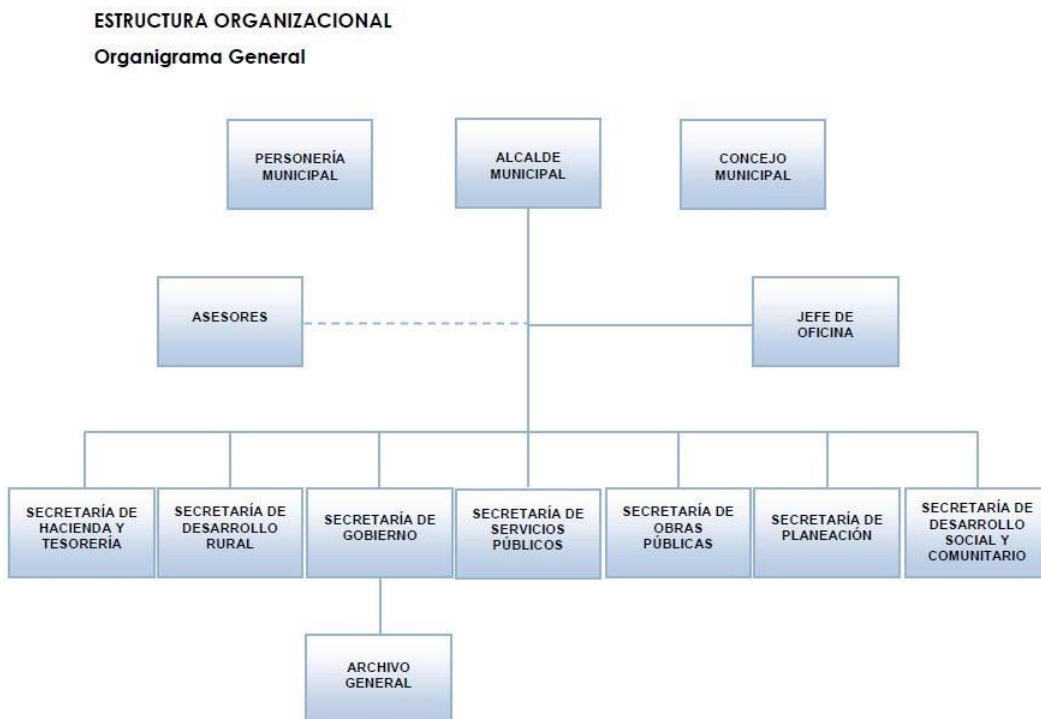 ESTRUCTURA ORGANIZACIONAL
Organigrama General
PERSONERÍA
MUNICIPAL
ALCALDE
MUNICIPAL
CONCEJO
MUNICIPAL
ASESORES
JEFE DE
OFICINA
SECRETARÍA DE
HACIENDA Y
TESORERÍA
SECRETARÍA DE
DESARROLLO
RURAL
SECRETARÍA DE
GOBIERNO
SECRETARÍA DE
SERVICIOS
PÚBLICOS
SECRETARÍA DE
OBRAS
PÚBLICAS
SECRETARÍA DE
PLANEACIÓN
SECRETARÍA DE
DESARROLLO
SOCIAL Y
COMUNITARIO
ARCHIVO
GENERAL